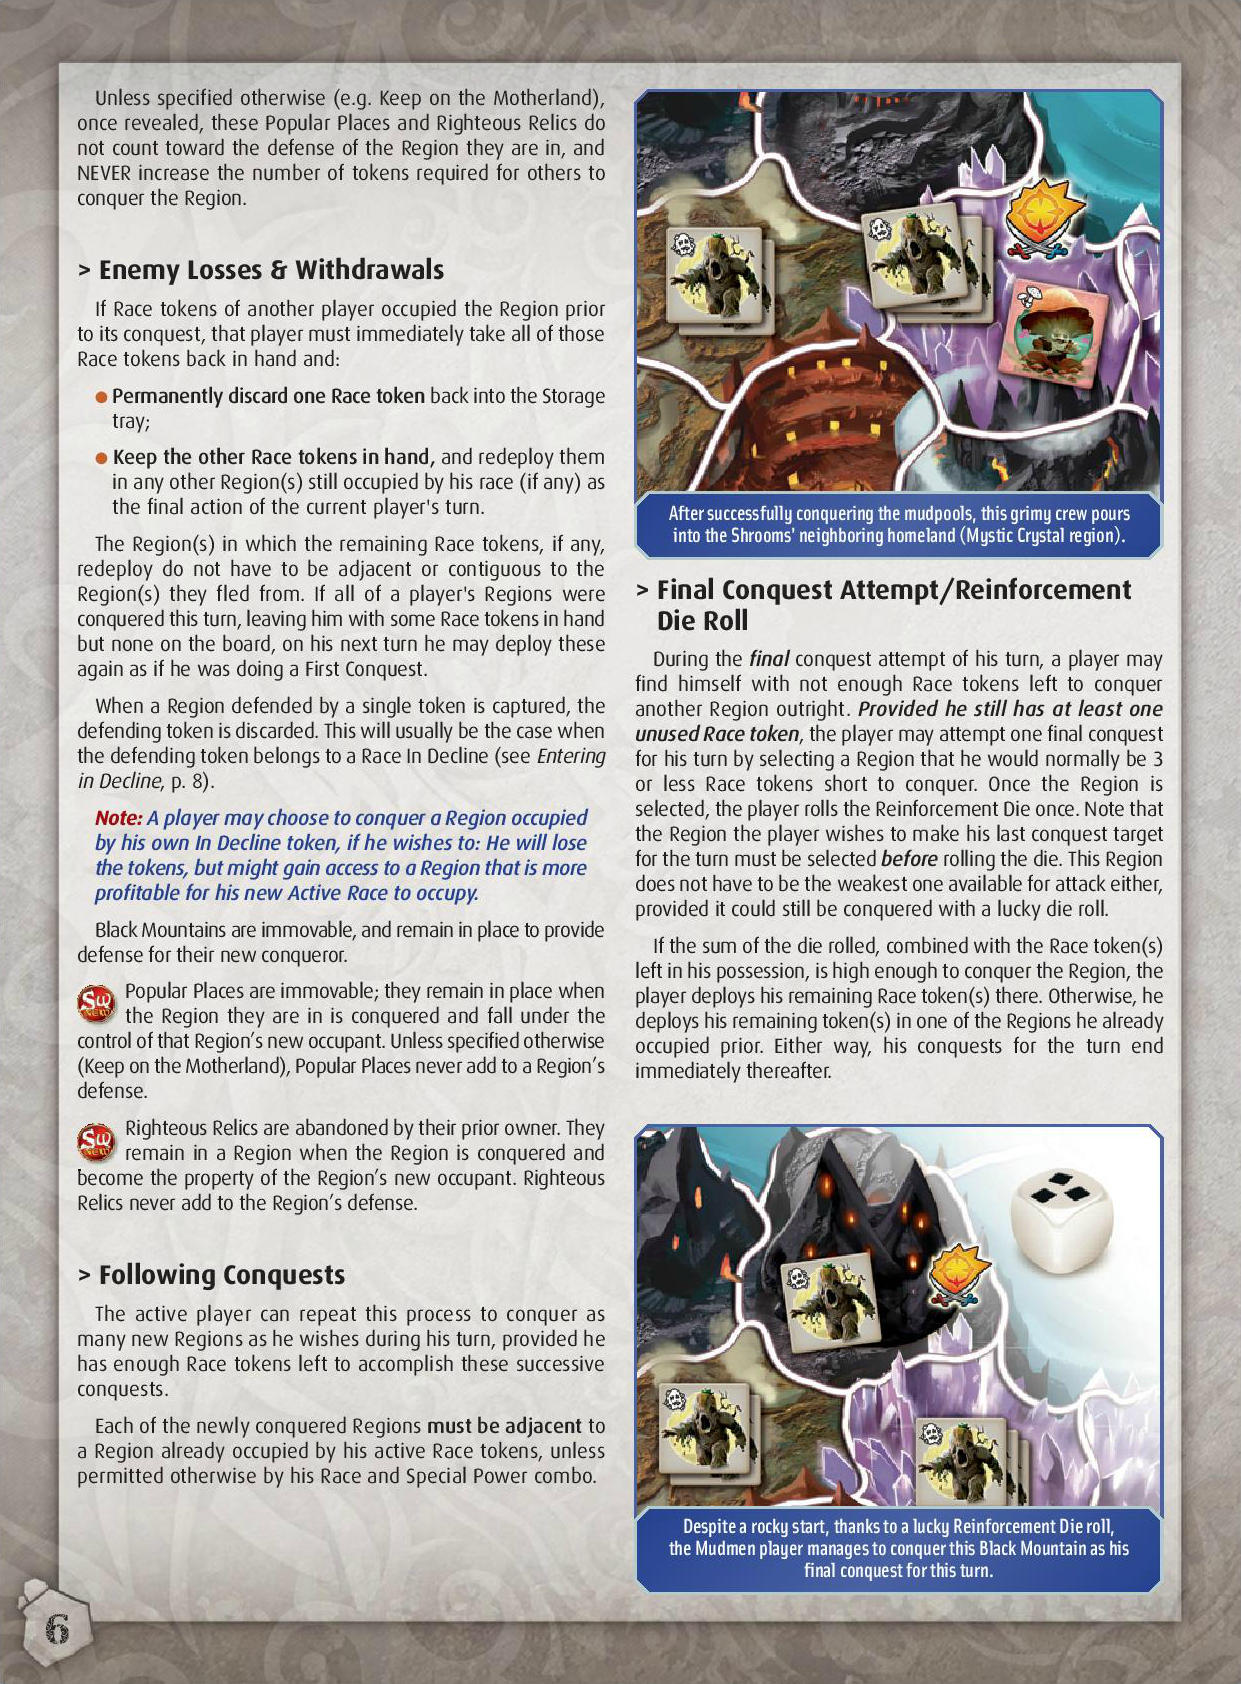 Unless specified otherwise (e.g. Keep on the Motherland),
once revealed, these Popular Places and Righteous Relics do
not count toward the defense of the Region they are in, and
NEVER increase the number of tokens required for others to
conquer the Region.
> Enemy Losses & Withdrawals
If Race tokens of another player occupied the Region prior
to its conquest, that player must immediately take all of those
Race tokens back in hand and:
● Permanently discard one Race token back into the Storage
tray;
● Keep the other Race tokens in hand, and redeploy them
in any other Region(s) still occupied by his race (if any) as
the final action of the current player's turn.
The Region(s) in which the remaining Race tokens, if any,
redeploy do not have to be adjacent or contiguous to the
Region(s) they fled from. If all of a player's Regions were
conquered this turn, leaving him with some Race tokens in hand
but none on the board, on his next turn he may deploy these
again as if he was doing a First Conquest.
When a Region defended by a single token is captured, the
defending token is discarded. This will usually be the case when
the defending token belongs to a Race In Decline (see Entering
in Decline, p. 8).
Note: A player may choose to conquer a Region occupied
by his own In Decline token, if he wishes to: He will lose
the tokens, but might gain access to a Region that is more
profitable for his new Active Race to occupy.
Black Mountains are immovable, and remain in place to provide
defense for their new conqueror.
SW NEW! Popular Places are immovable; they remain in place when
the Region they are in is conquered and fall under the
control of that Region’s new occupant. Unless specified otherwise
(Keep on the Motherland), Popular Places never add to a Region’s
defense.
SW NEW! Righteous Relics are abandoned by their prior owner. They
remain in a Region when the Region is conquered and
become the property of the Region’s new occupant. Righteous
Relics never add to the Region’s defense.
> Following Conquests
The active player can repeat this process to conquer as
many new Regions as he wishes during his turn, provided he
has enough Race tokens left to accomplish these successive
conquests.
Each of the newly conquered Regions must be adjacent to
a Region already occupied by his active Race tokens, unless
permitted otherwise by his Race and Special Power combo.
After successfully conquering the mudpools, this grimy crew pours
into the Shrooms' neighboring homeland (Mystic Crystal region).
> Final Conquest Attempt/Reinforcement
Die Roll
During the final conquest attempt of his turn, a player may
find himself with not enough Race tokens left to conquer
another Region outright. Provided he still has at least one
unused Race token, the player may attempt one final conquest
for his turn by selecting a Region that he would normally be 3
or less Race tokens short to conquer. Once the Region is
selected, the player rolls the Reinforcement Die once. Note that
the Region the player wishes to make his last conquest target
for the turn must be selected before rolling the die. This Region
does not have to be the weakest one available for attack either,
provided it could still be conquered with a lucky die roll.
If the sum of the die rolled, combined with the Race token(s)
left in his possession, is high enough to conquer the Region, the
player deploys his remaining Race token(s) there. Otherwise, he
deploys his remaining token(s) in one of the Regions he already
occupied prior. Either way, his conquests for the turn end
immediately thereafter.
Despite a rocky start, thanks to a lucky Reinforcement Die roll,
the Mudmen player manages to conquer this Black Mountain as his
final conquest for this turn.
6